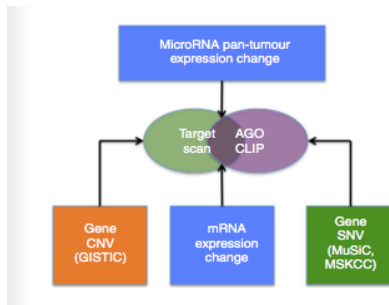 MicroRNA pan-tumour
expression change
Target
scan
AGO
CLIP
Gene
CNV
(GISTIC)
mRNA
expression
change
Gene
SNV
(MuSiC,
MSKCC)